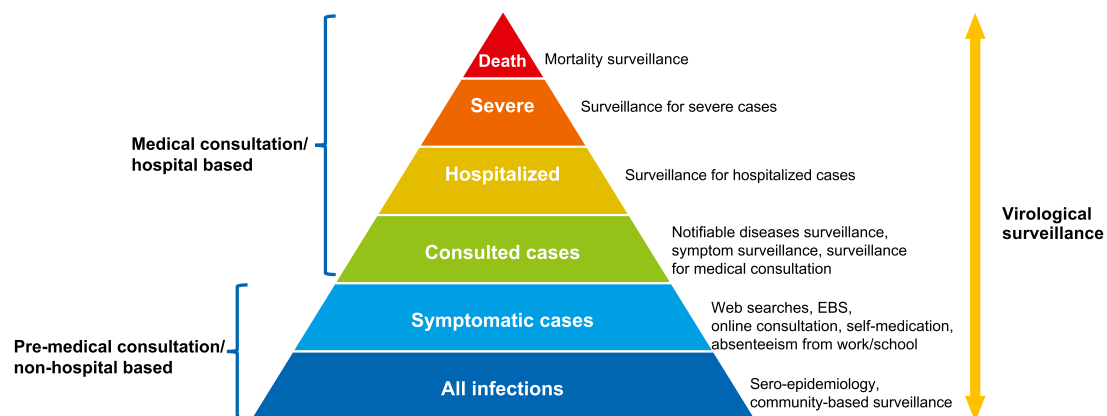 Death
Mortality surveillance
Severe
Surveillance for severe cases
Medical consultation/
hospital based
Hospitalized
Surveillance for hospitalized cases
Virological
surveillance
Consulted cases
Notifiable diseases surveillance,
symptom surveillance, surveillance
for medical consultation
Symptomatic cases
Web searches, EBS,
online consultation, self-medication,
absenteeism from work/school
Pre-medical consultation/
non-hospital based
All infections
Sero-epidemiology,
community-based surveillance